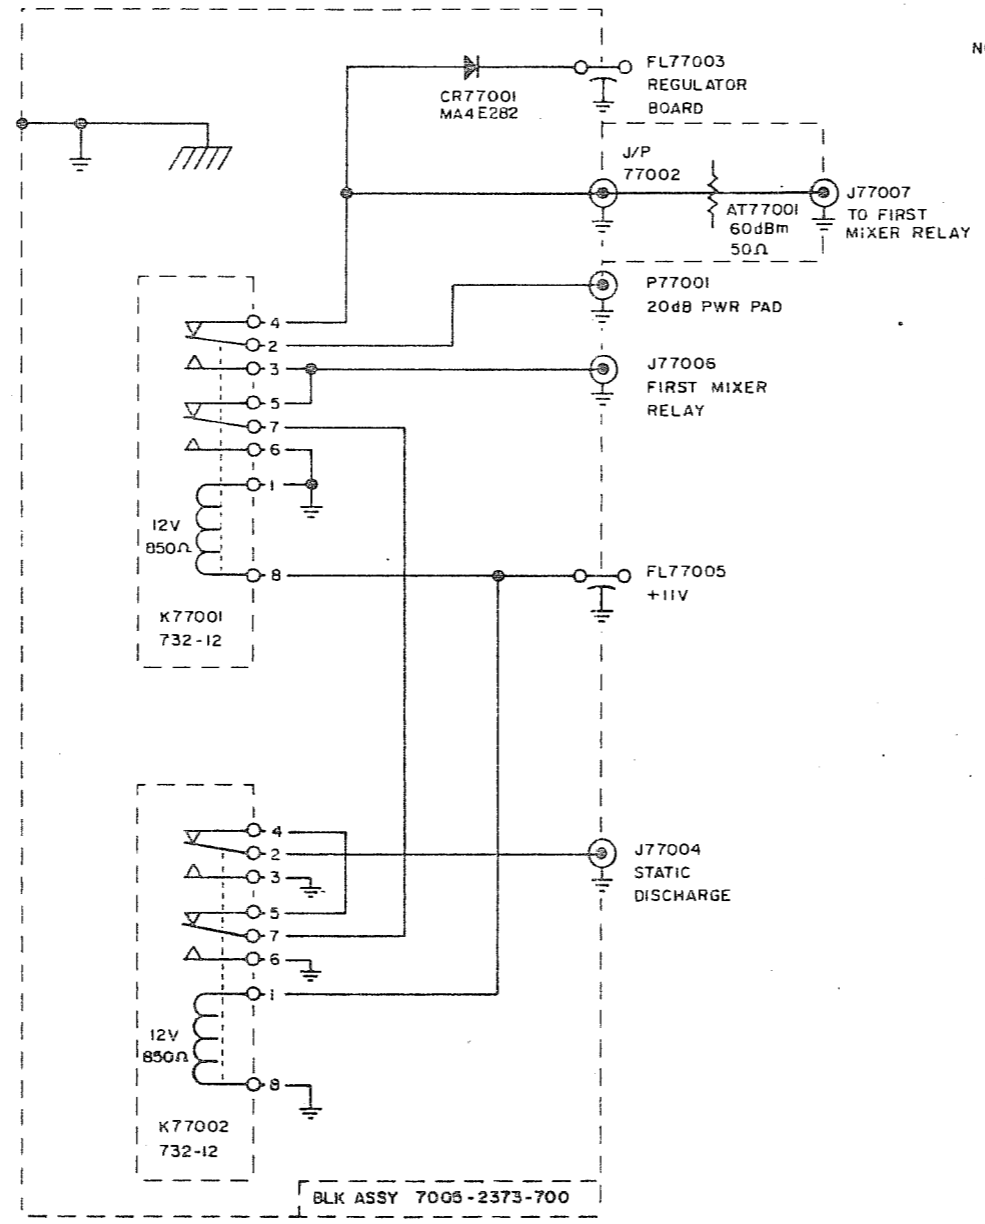 FL77003
REGULATOR
BOARD
CR77001
MA4E282
J/P
77002
AT77001
60dBm
50Ω
J77007
TO FIRST
MIXER RELAY
P77001
20dB PWR PAD
4
2
3
5
7
6
1
8
J77006
FIRST MIXER
RELAY
12V
850Ω
K77001
732-12
FL77005
+11V
4
2
3
5
7
6
1
8
J77004
STATIC
DISCHARGE
12V
850Ω
K77002
732-12
BLK ASSY 7005-2373-700